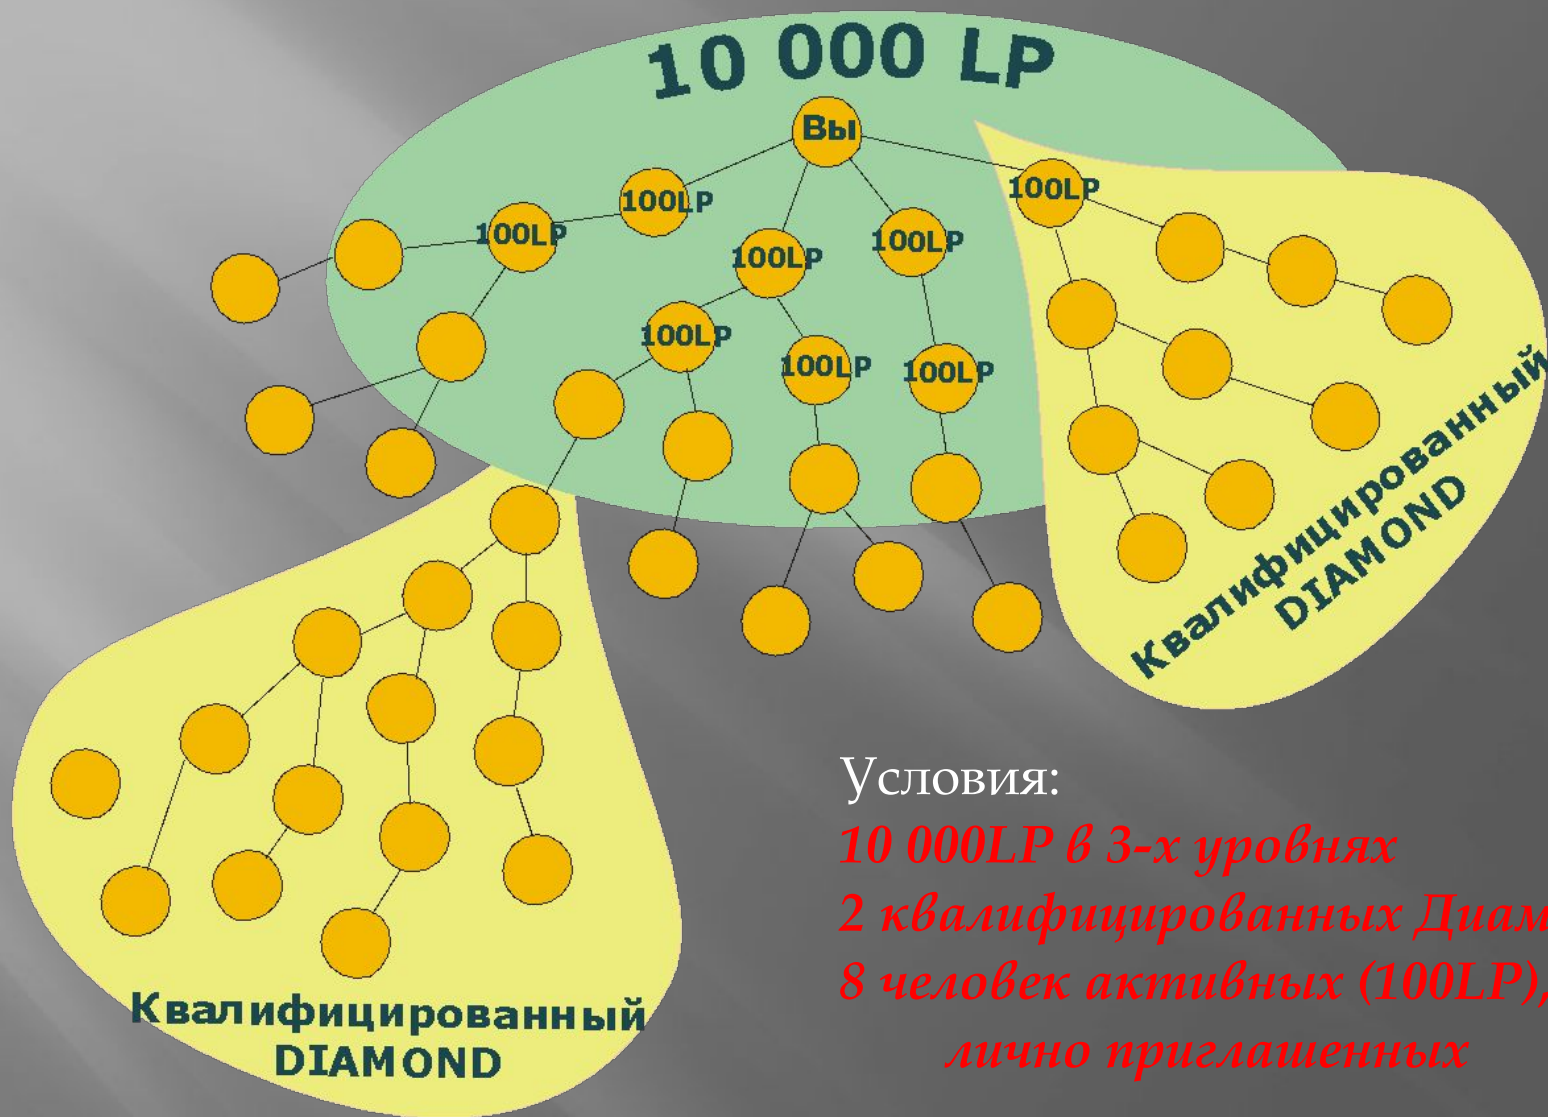 10 000 LP
Вы
100LP
100LP
100LP
100LP
100LP
100LP
100LP
100LP
Квалифицированный
DIAMOND
Квалифицированный
DIAMOND
Условия:
10 000LP в 3-х уровнях
2 квалифицированных
8 человек активных (100LP),
лично приглашенных